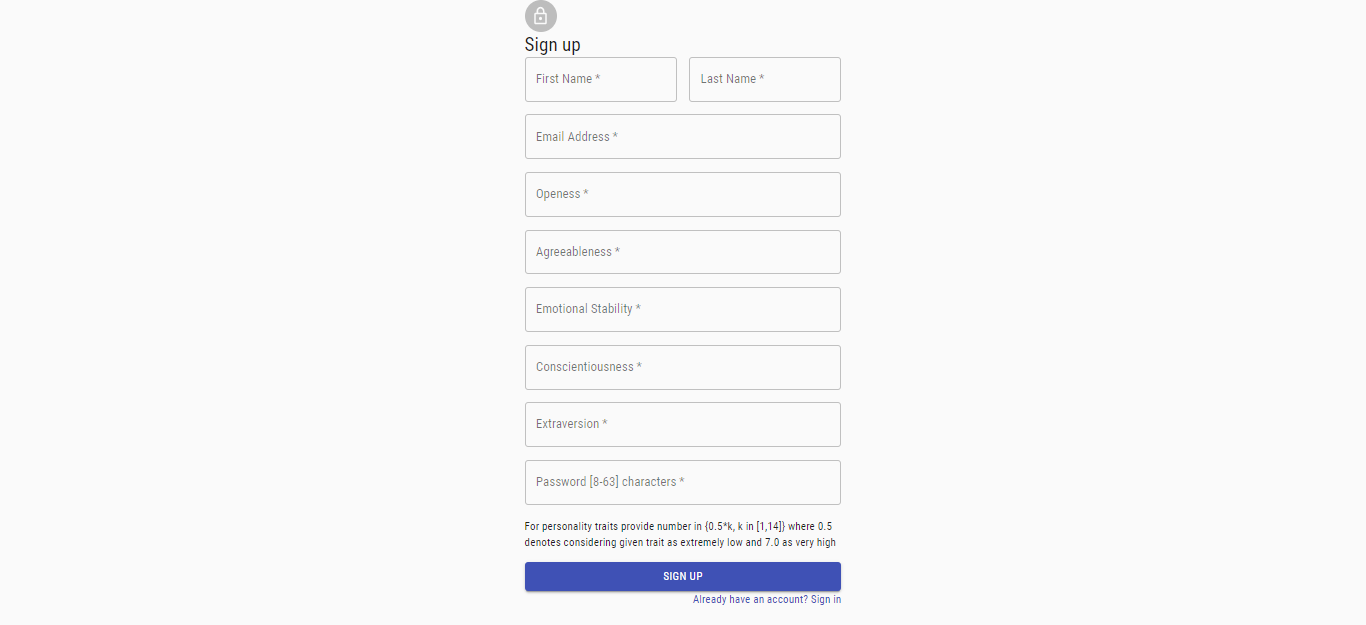 Sign up
First Name * Last Name *
Email Address *
Openess *
Agreeableness *
Emotional Stability *
Conscientiousness *
Extraversion *
Password [8-63] characters *
For personality traits provide number in {0.5*k, k in [1,14]} where 0.5
denotes considering given trait as extremely low and 7.0 as very high
SIGN UP
Already have an account? Sign in